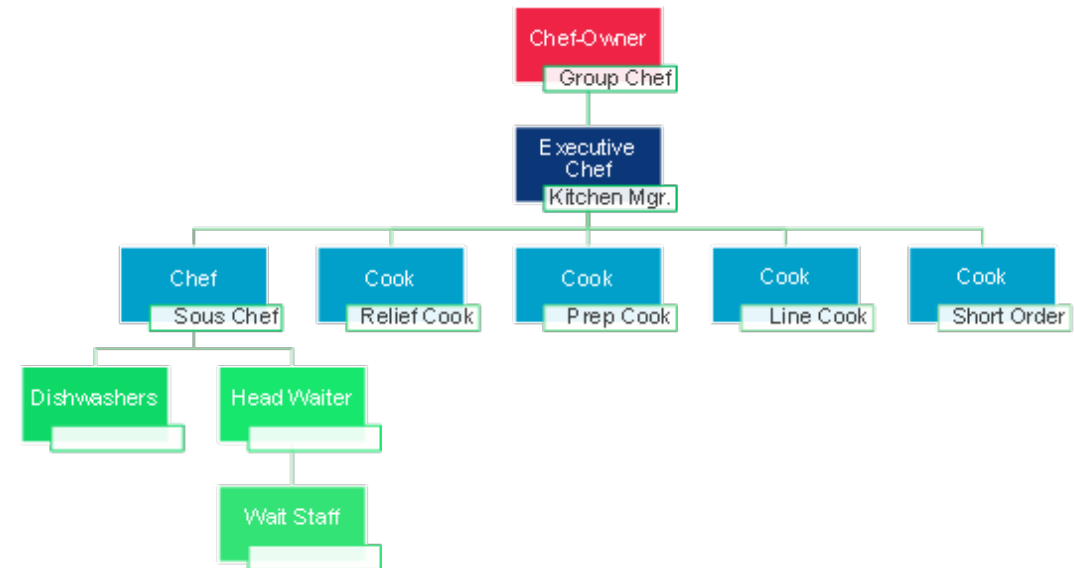 Chef-Owner
Group Chef
Executive
Chef
Kitchen Mgr.
Chef
Sous Chef
Cook
Relief Cook
Cook
Prep Cook
Cook
Line Cook
Cook
Short Order
Dishwashers
Head Waiter
Wait Staff